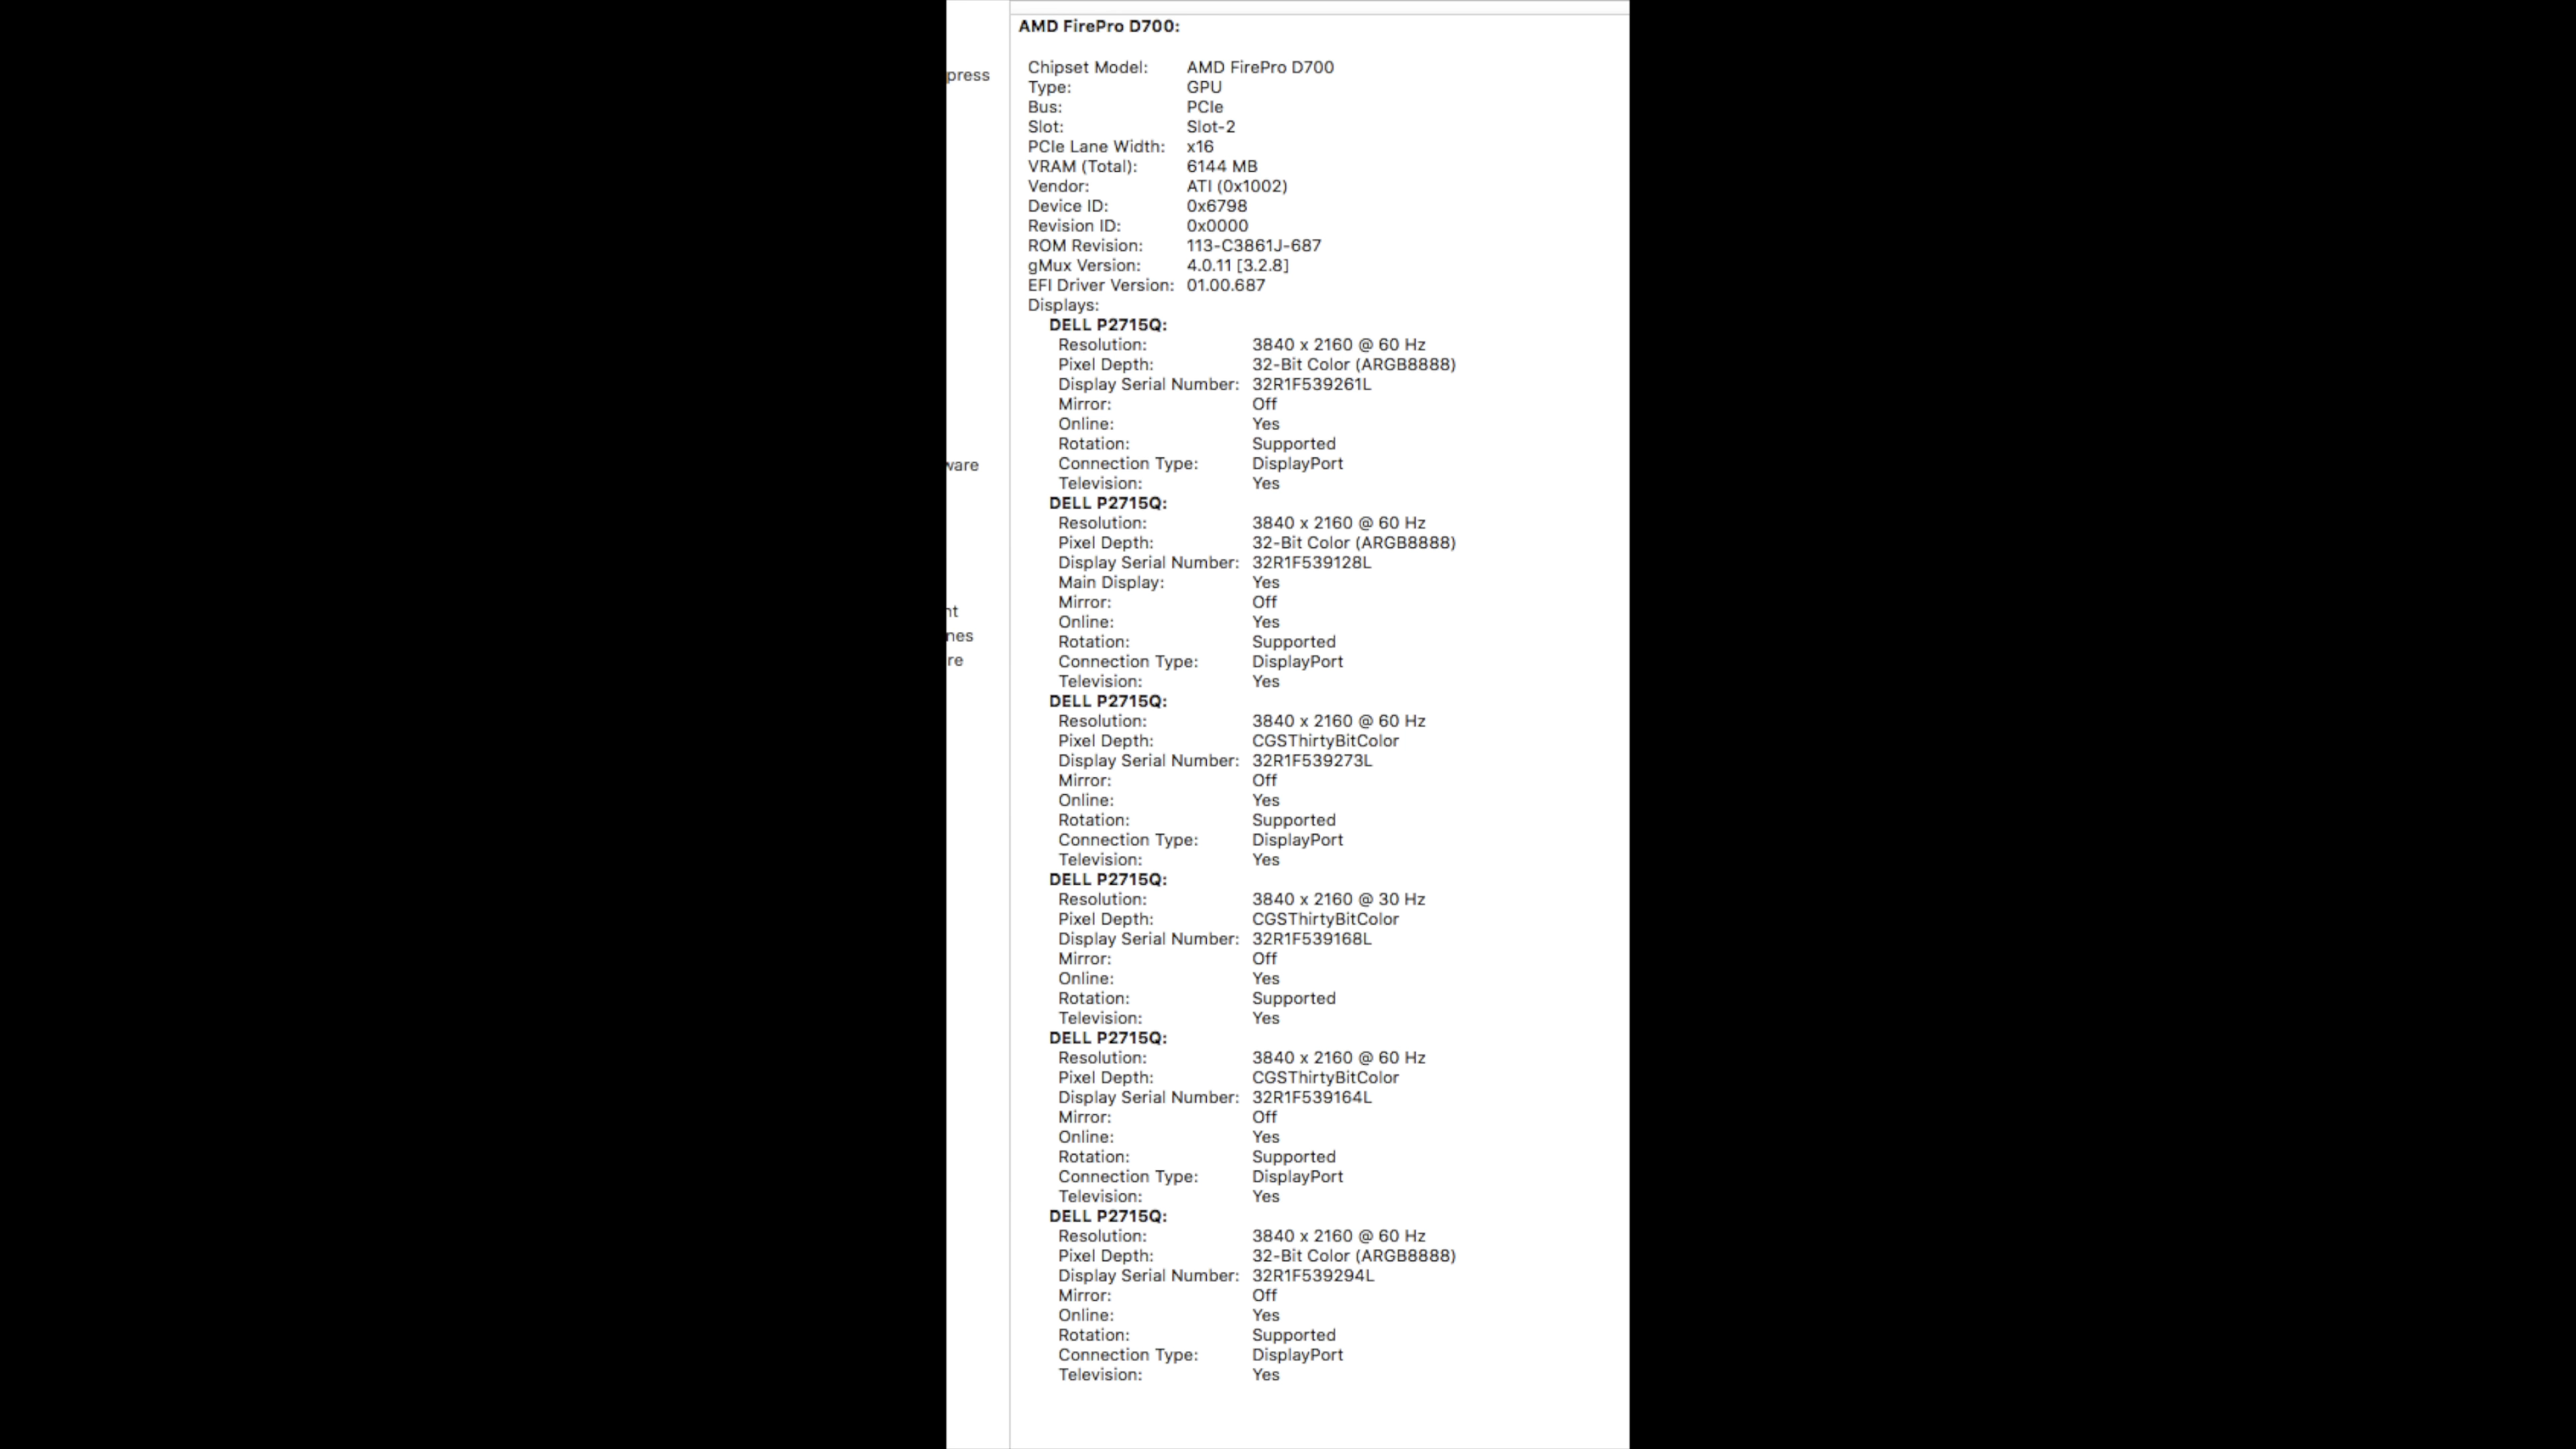 AMD FirePro D700:
press
Chipset Model: AMD FirePro D700
Type: GPU
Bus: PCIe
Slot: Slot-2
PCIe Lane Width: x16
VRAM (Total): 6144 MB
Vendor: ATI (0x1002)
Device ID: 0x6798
Revision ID: 0x0000
ROM Revision: 113-C3861J-687
gMux Version: 4.0.11 [3.2.8]
EFI Driver Version: 01.00.687
Displays:
DELL P2715Q:
Resolution: 3840 x 2160 @ 60 Hz
Pixel Depth: 32-Bit Color (ARGB8888)
Display Serial Number: 32R1F539261L
Mirror: Off
Online: Yes
Rotation: Supported
Connection Type: DisplayPort
ware
Television: Yes
DELL P2715Q:
Resolution: 3840 x 2160 @ 60 Hz
Pixel Depth: 32-Bit Color (ARGB8888)
Display Serial Number: 32R1F539128L
Main Display: Yes
Mirror: Off
nt
Online: Yes
nes
Rotation: Supported
re
Connection Type: DisplayPort
Television: Yes
DELL P2715Q:
Resolution: 3840 x 2160 @ 60 Hz
Pixel Depth: CGSThirtyBitColor
Display Serial Number: 32R1F539273L
Mirror: Off
Online: Yes
Rotation: Supported
Connection Type: DisplayPort
Television: Yes
DELL P2715Q:
Resolution: 3840 x 2160 @ 30 Hz
Pixel Depth: CGSThirtyBitColor
Display Serial Number: 32R1F539168L
Mirror: Off
Online: Yes
Rotation: Supported
Television: Yes
DELL P2715Q:
Resolution: 3840 x 2160 @ 60 Hz
Pixel Depth: CGSThirtyBitColor
Display Serial Number: 32R1F539164L
Mirror: Off
Online: Yes
Rotation: Supported
Connection Type: DisplayPort
Television: Yes
DELL P2715Q:
Resolution: 3840 x 2160 @ 60 Hz
Pixel Depth: 32-Bit Color (ARGB8888)
Display Serial Number: 32R1F539294L
Mirror: Off
Online: Yes
Rotation: Supported
Connection Type: DisplayPort
Television: Yes